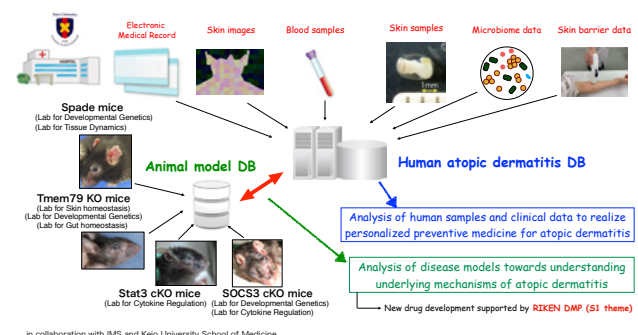 Electronic
Medical Record
Skin images
Blood samples
Skin samples
Microbiome data
Skin barrier data
HOSPITAL
1mm
Spade mice
(Lab for Developmental Genetics)
(Lab for Tissue Dynamics)
Animal model DB
Human atopic dermatitis DB
Tmem79 KO mice
(Lab for Skin homeostasis)
(Lab for Developmental Genetics)
(Lab for Gut homeostasis)
Analysis of human samples and clinical data to realize
personalized preventive medicine for atopic dermatitis
Analysis of disease models towards understanding
underlying mechanisms of atopic dermatitis
Stat3 cKO mice
(Lab for Cytokine Regulation)
SOCS3 cKO mice
(Lab for Developmental Genetics)
(Lab for Cytokine Regulation)
New drug development supported by RIKEN DMP (S1 theme)
in collaboration with IMS and Keio University School of Medicine